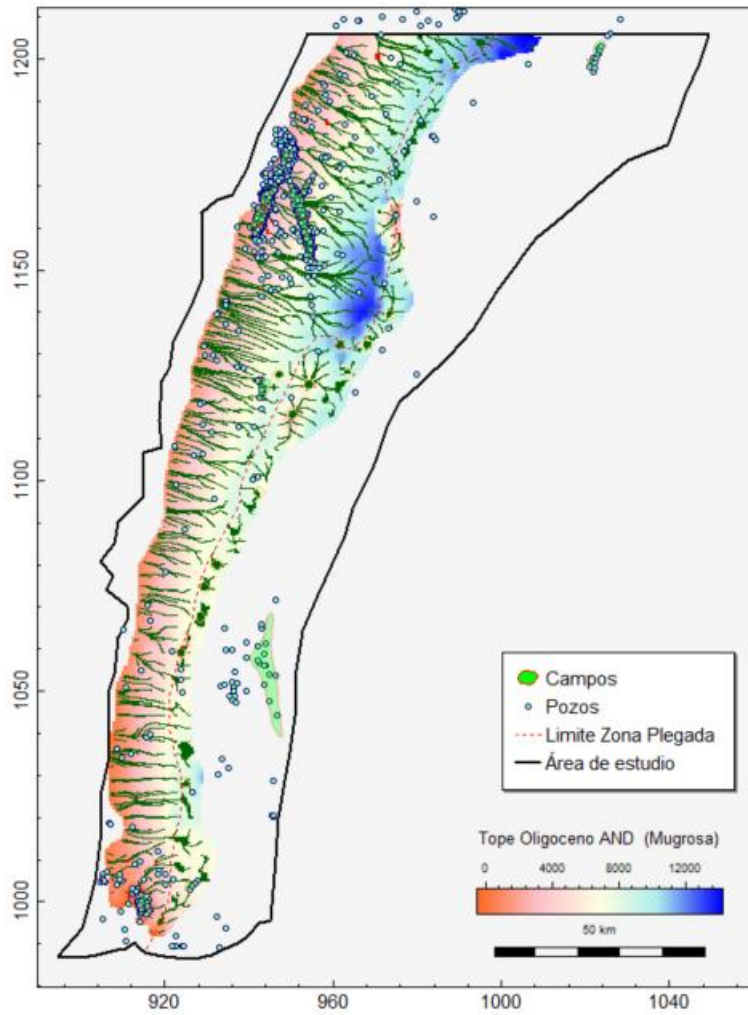 1200
1150
1100
1050
1000
920
960
1000
1040
Campos
Pozos
Limite Zona Plegada
Área de estudio
Tope Oligoceno AND (Mugrosa)
0 4000 8000 12000
50 km